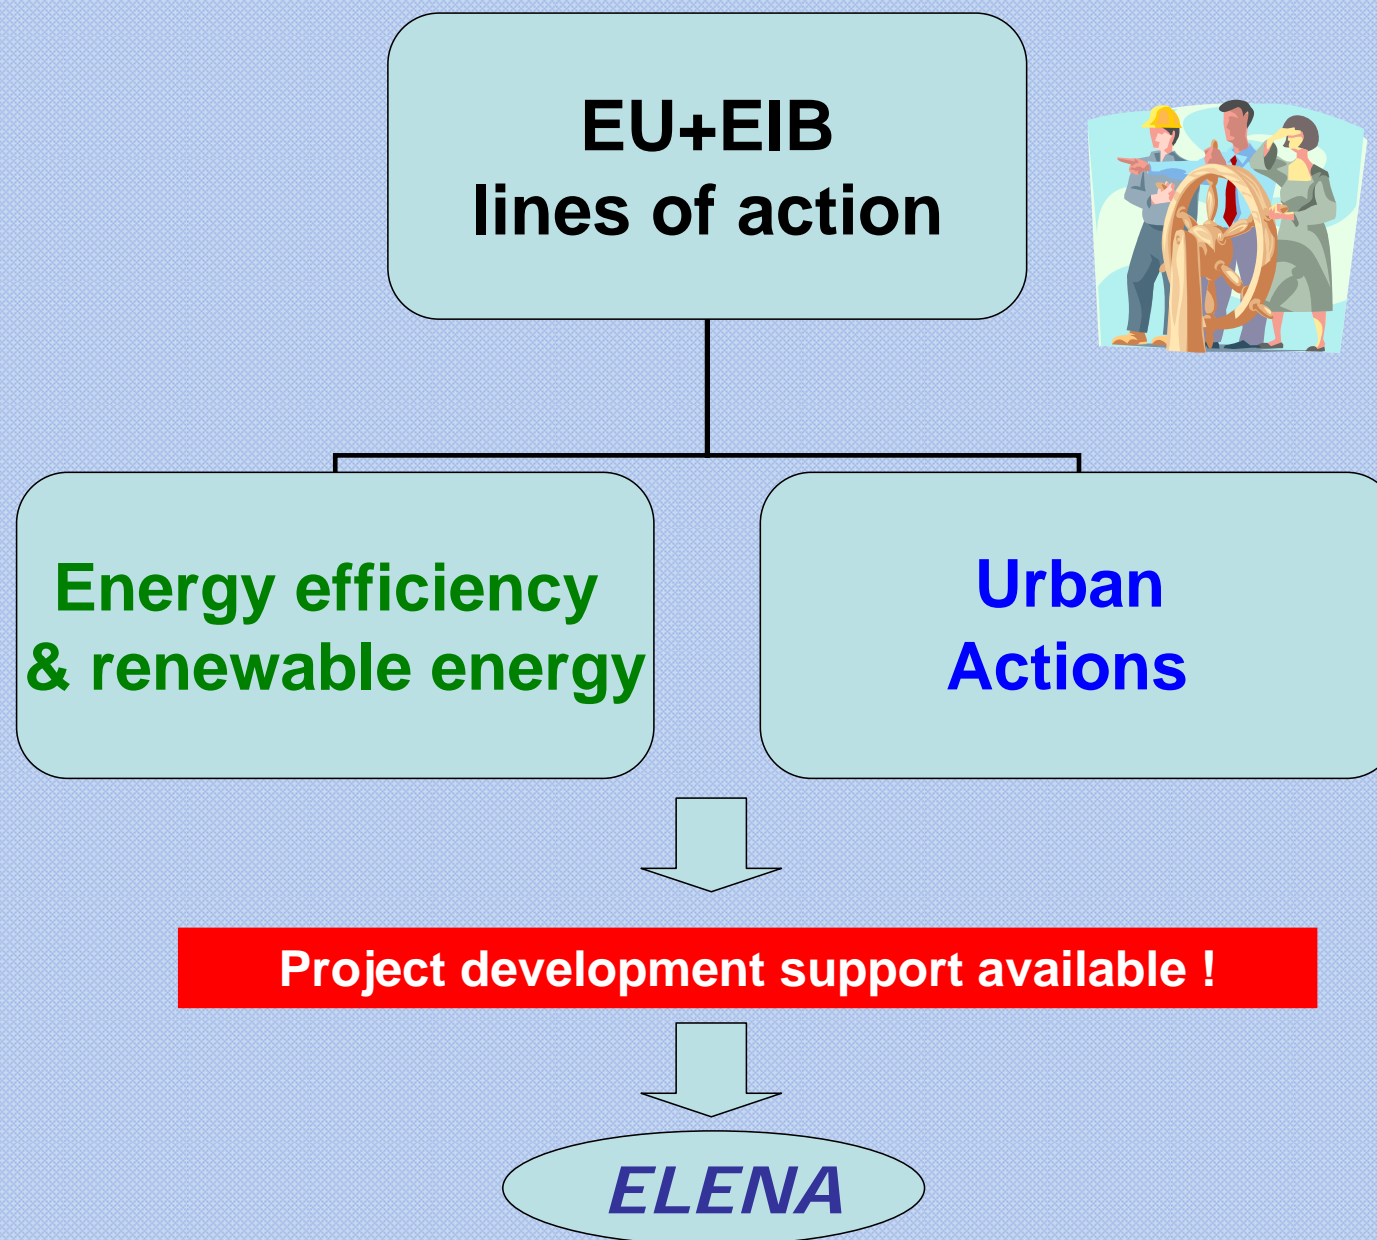 EU+EIB
lines of action
Energy efficiency
& renewable energy
Urban
Actions
Project development support available !
ELENA